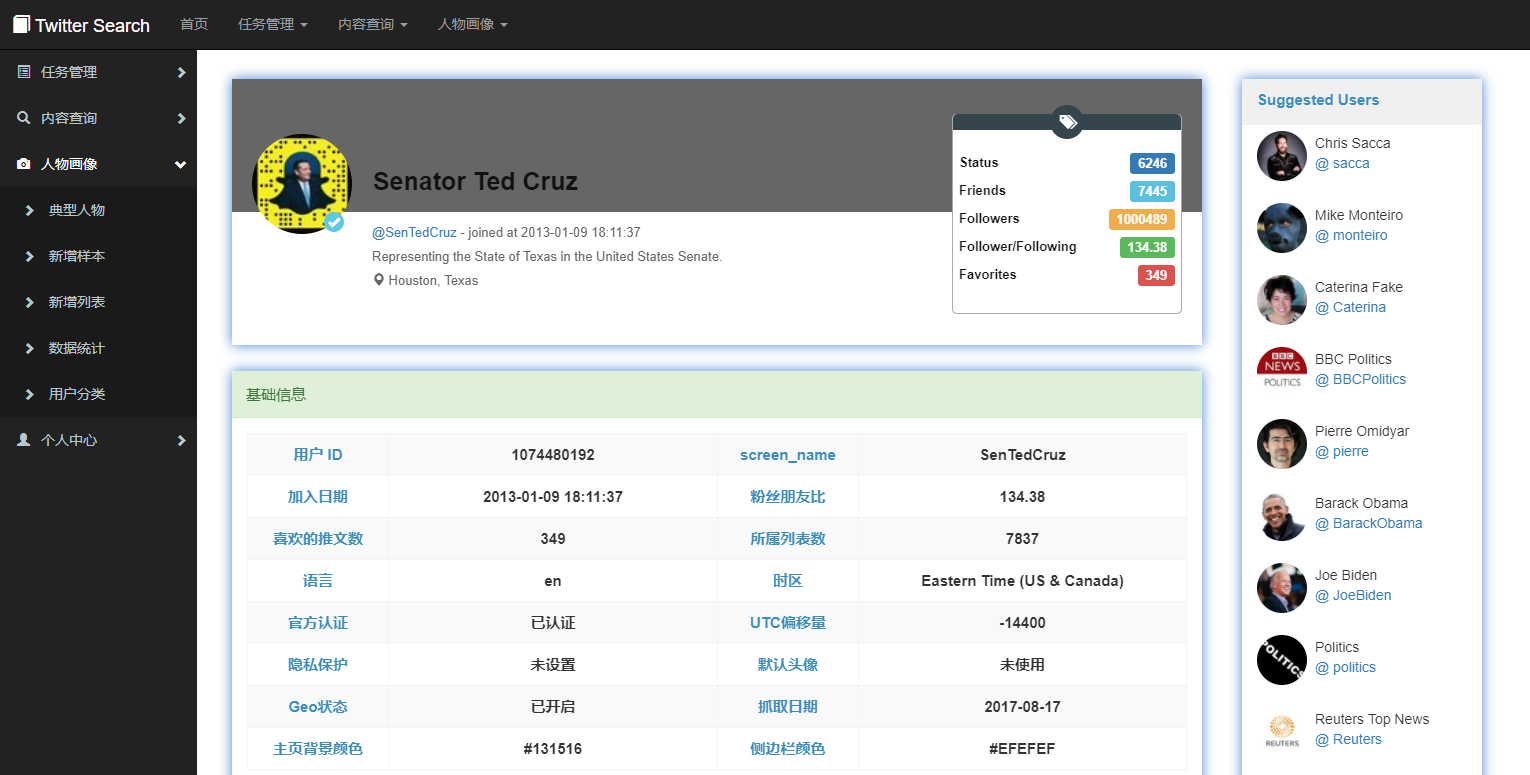 Twitter Search 首页 任务管理 内容查询 人物画像
任务管理
内容查询
人物画像
典型人物
新增样本
新增列表
数据统计
用户分类
个人中心
Senator Ted Cruz
@SenTedCruz - joined at 2013-01-09 18:11:37
Representing the State of Texas in the United States Senate.
Houston, Texas
Status 6246
Friends 7445
Followers 1000489
Follower/Following 134.38
Favorites 349
基础信息
用户 ID 1074480192 screen_name SenTedCruz
加入日期 2013-01-09 18:11:37 粉丝朋友比 134.38
喜欢的推文数 349 所属列表数 7837
语言 en 时区 Eastern Time (US & Canada)
官方认证 已认证 UTC偏移量 -14400
隐私保护 未设置 默认头像 未使用
Geo状态 已开启 抓取日期 2017-08-17
主页背景颜色 #131516 侧边栏颜色 #EFEFEF
Suggested Users
Chris Sacca
@ sacca
Mike Monteiro
@ monteiro
Caterina Fake
@ Caterina
BBC
NEWS
POLITICS
BBC Politics
@ BBCPolitics
Pierre Omidyar
@ pierre
Barack Obama
@ BarackObama
Joe Biden
@ JoeBiden
POLITICS
Politics
@ politics
REUTERS
Reuters Top News
@ Reuters